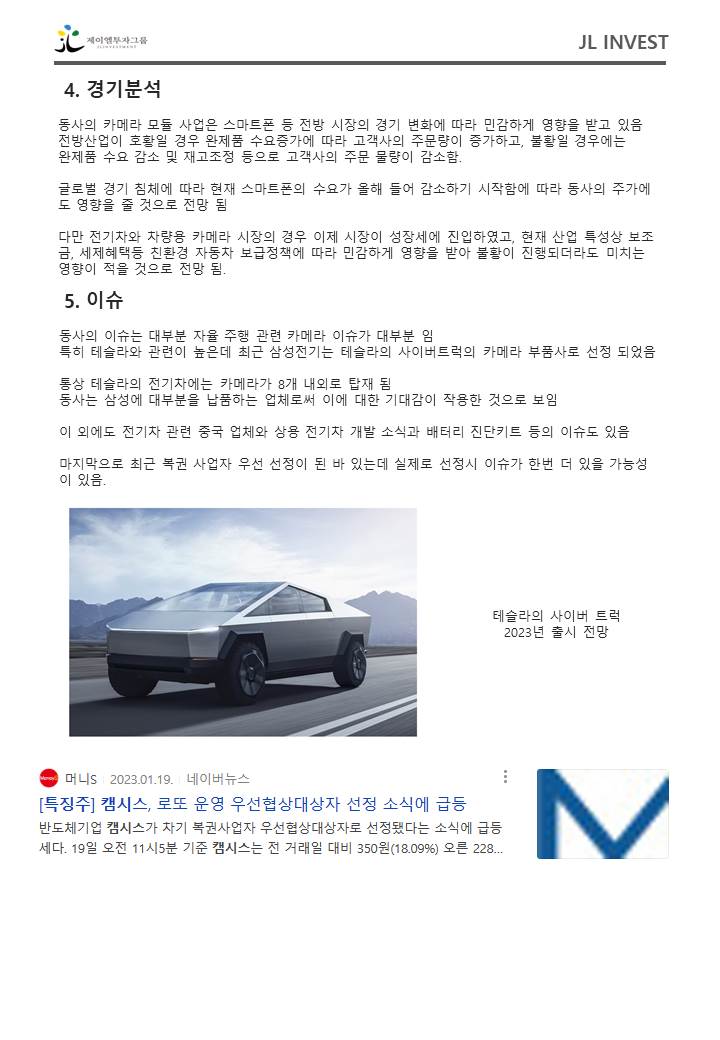 제이엘투자그룹
JLINVESTMENT
JL INVEST
4. 경기분석
동사의 카메라 모듈 사업은 스마트폰 등 전방 시장의 경기 변화에 따라 민감하게 영향을 받고 있음
전방산업이 호황일 경우 완제품 수요증가에 따라 고객사의 주문량이 증가하고, 불황일 경우에는
완제품 수요 감소 및 재고조정 등으로 고객사의 주문 물량이 감소함.
글로벌 경기 침체에 따라 현재 스마트폰의 수요가 올해 들어 감소하기 시작함에 따라 동사의 주가에
도 영향을 줄 것으로 전망 됨
다만 전기차와 차량용 카메라 시장의 경우 이제 시장이 성장세에 진입하였고, 현재 산업 특성상 보조
금, 세제혜택등 친환경 자동차 보급정책에 따라 민감하게 영향을 받아 불황이 진행되더라도 미치는
영향이 적을 것으로 전망 됨.
5. 이슈
동사의 이슈는 대부분 자율 주행 관련 카메라 이슈가 대부분 임
특히 테슬라와 관련이 높은데 최근 삼성전기는 테슬라의 사이버트럭의 카메라 부품사로 선정 되었음
통상 테슬라의 전기차에는 카메라가 8개 내외로 탑재 됨
동사는 삼성에 대부분을 납품하는 업체로써 이에 대한 기대감이 작용한 것으로 보임
이 외에도 전기차 관련 중국 업체와 상용 전기차 개발 소식과 배터리 진단키트 등의 이슈도 있음
마지막으로 최근 복권 사업자 우선 선정이 된 바 있는데 실제로 선정시 이슈가 한번 더 있을 가능성
이 있음.
테슬라의 사이버 트럭
2023년 출시 전망
머니S 2023.01.19. 네이버뉴스
[특징주] 캠시스, 로또 운영 우선협상대상자 선정 소식에 급등
반도체기업 캠시스가 차기 복권사업자 우선협상대상자로 선정됐다는 소식에 급등
세다. 19일 오전 11시5분 기준 캠시스는 전 거래일 대비 350원(18.09%) 오른 228...
M